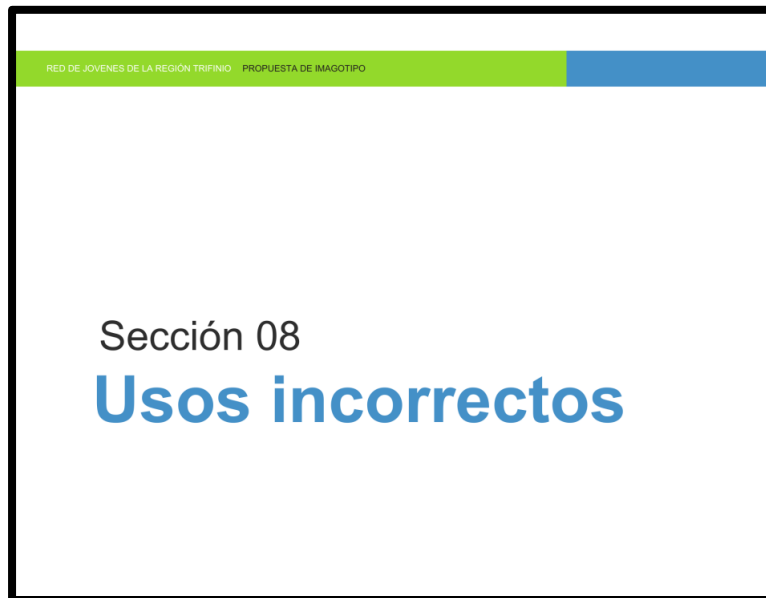 RED DE JOVENES DE LA REGIÓN TRIFINIO PROPUESTA DE IMAGOTIPO
Sección 08
Usos incorrectos